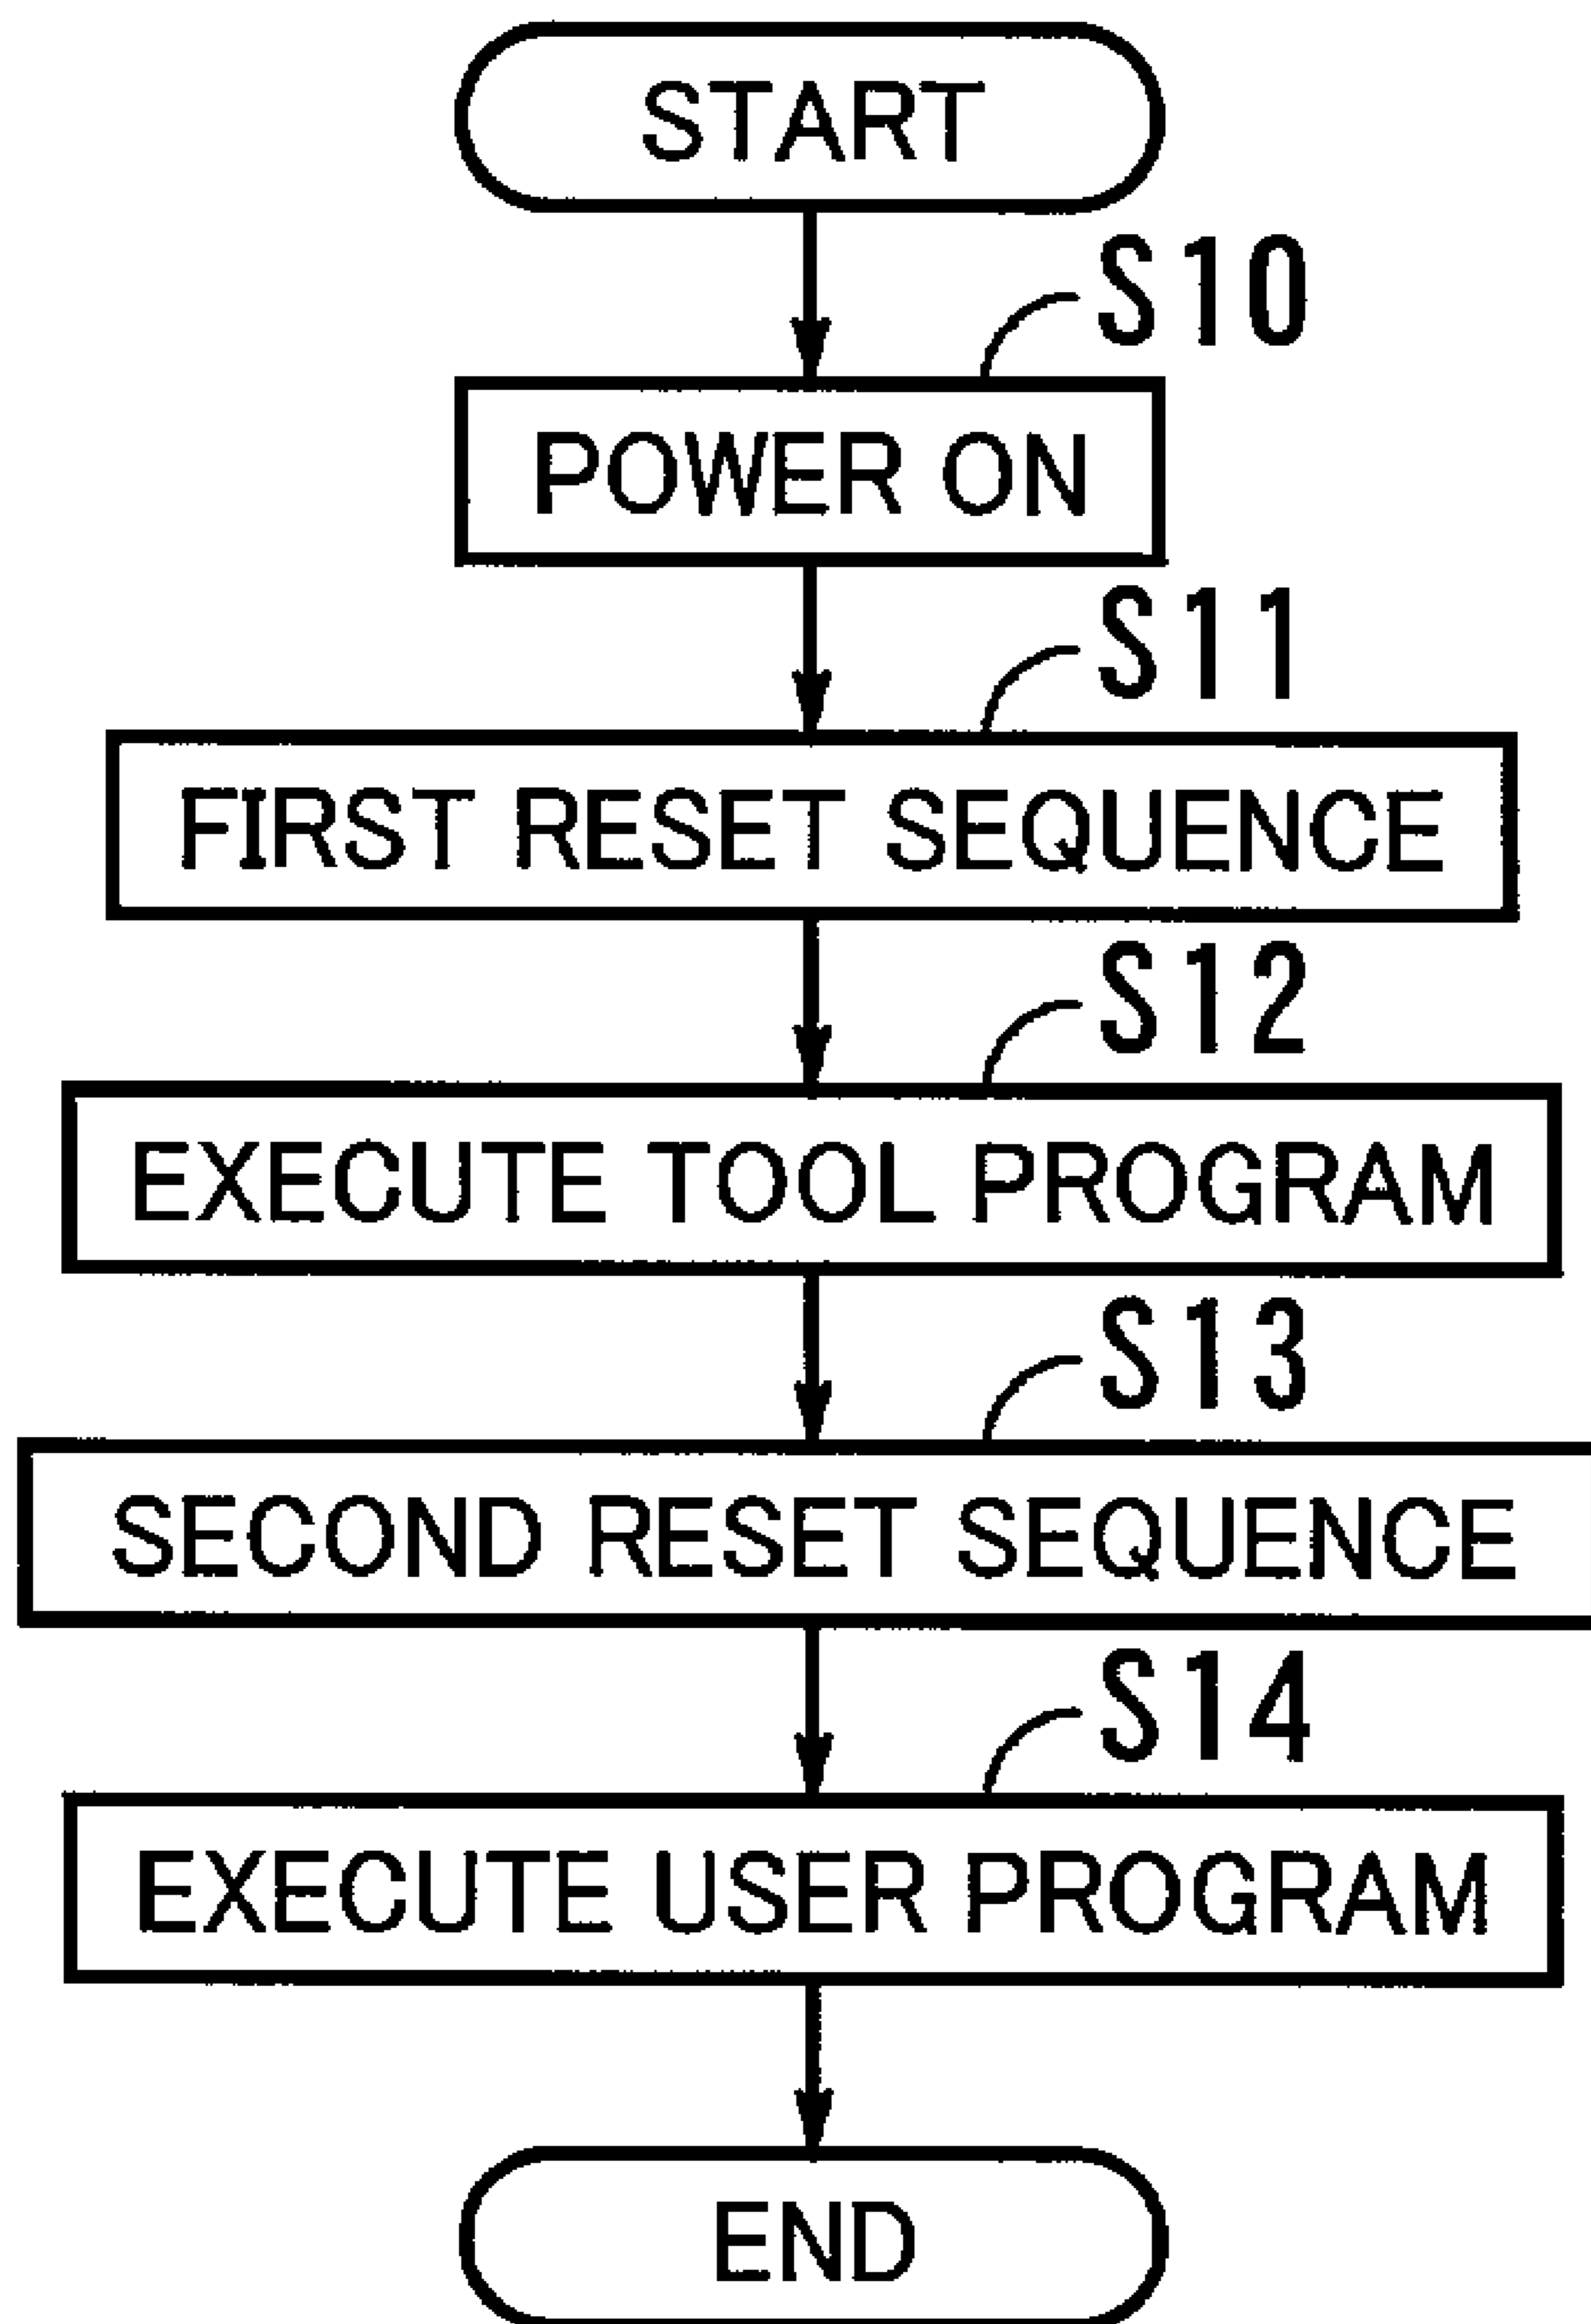 START
S10
POWER ON
S11
FIRST RESET SEQUENCE
S12
EXECUTE TOOL PROGRAM
S13
SECOND RESET SEQUENCE
S14
EXECUTE USER PROGRAM
END